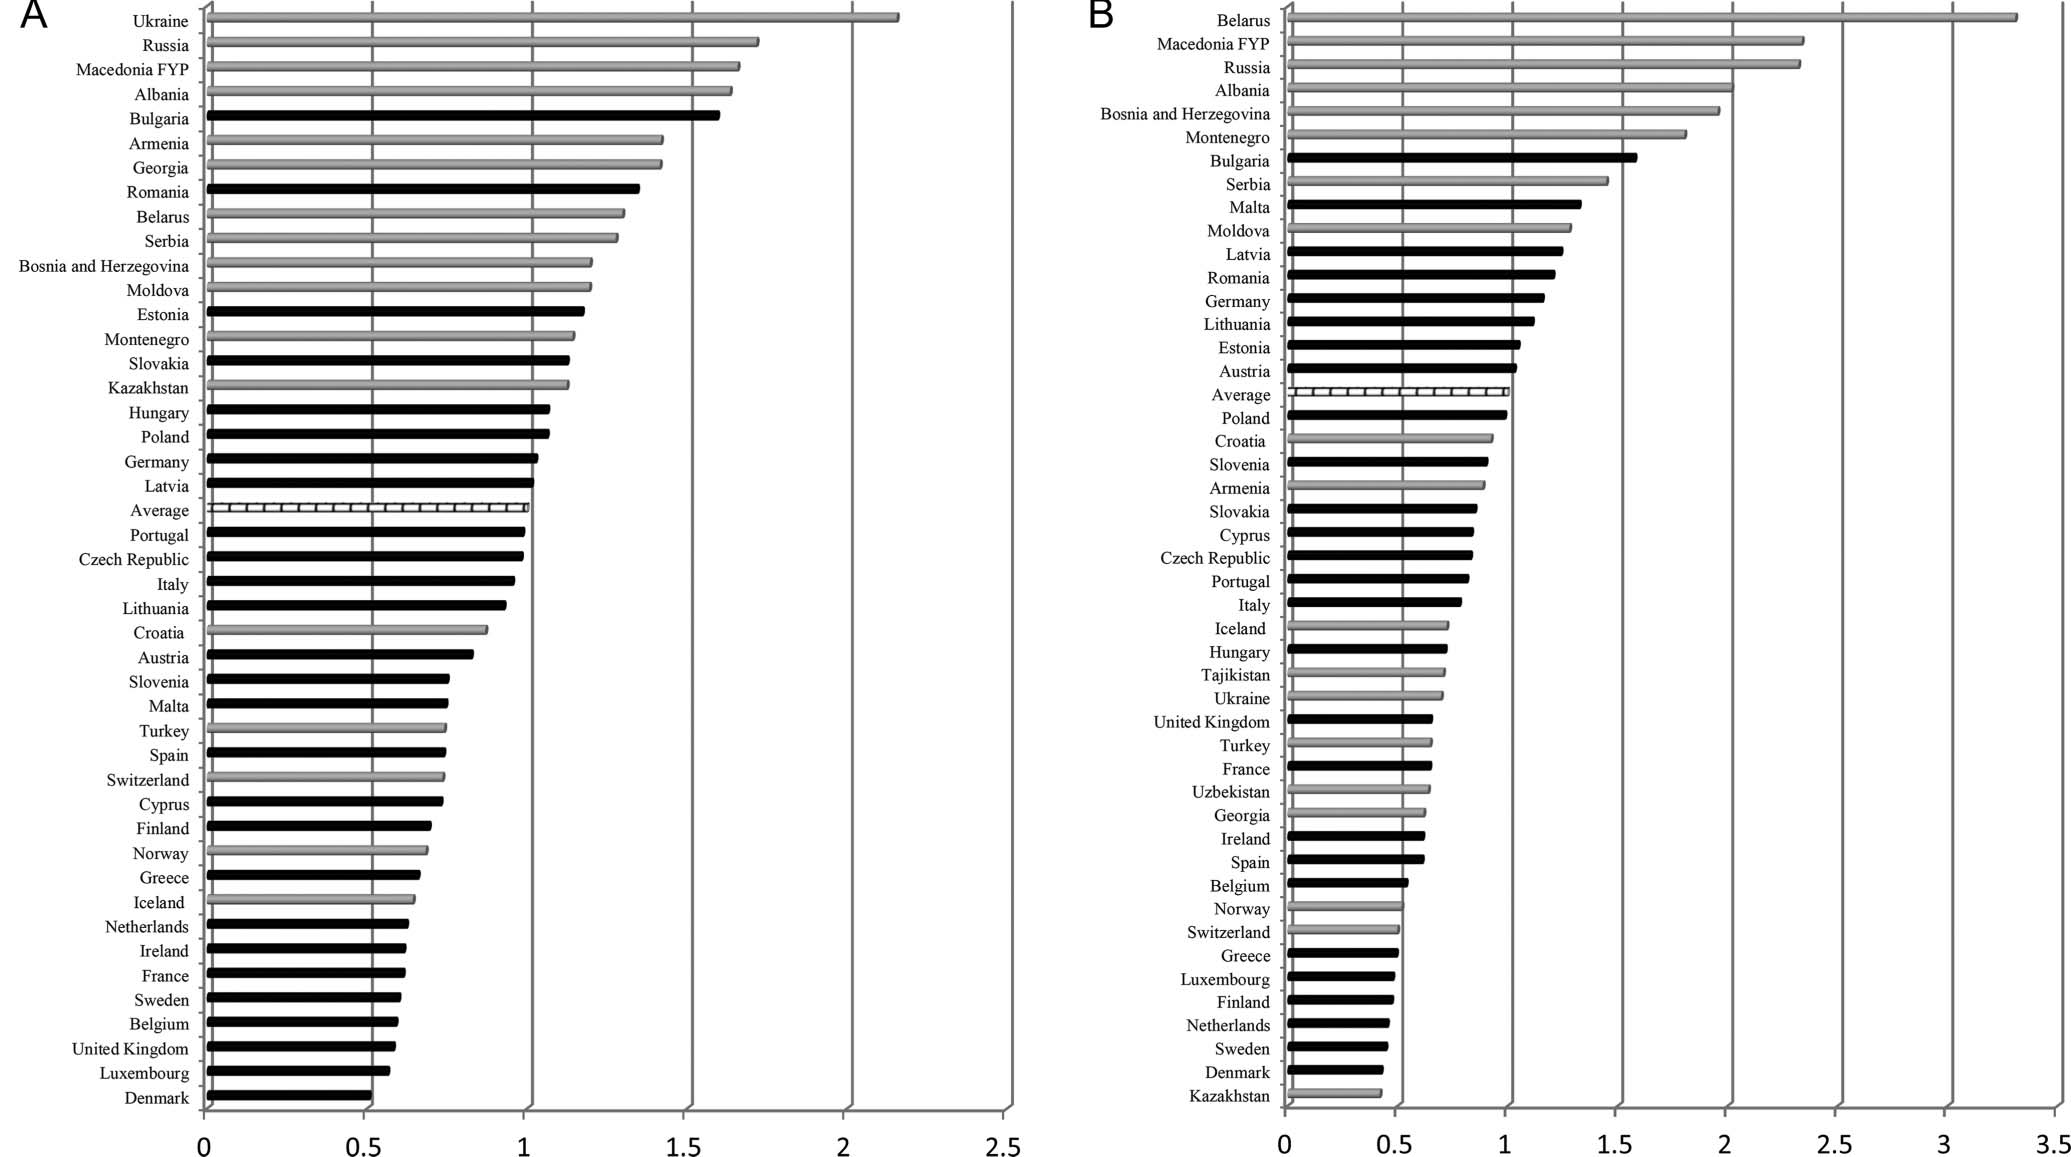 A
Ukraine
Russia
Macedonia FYP
Albania
Bulgaria
Armenia
Georgia
Romania
Belarus
Serbia
Bosnia and Herzegovina
Moldova
Estonia
Montenegro
Slovakia
Kazakhstan
Hungary
Poland
Germany
Latvia
Average
Portugal
Czech Republic
Italy
Lithuania
Croatia
Austria
Slovenia
Malta
Turkey
Spain
Switzerland
Cyprus
Finland
Norway
Greece
Iceland
Netherlands
Ireland
France
Sweden
Belgium
United Kingdom
Luxembourg
Denmark
0 0.5 1 1.5 2 2.5
B
Belarus
Macedonia FYP
Russia
Albania
Bosnia and Herzegovina
Montenegro
Bulgaria
Serbia
Malta
Moldova
Latvia
Romania
Germany
Lithuania
Estonia
Austria
Average
Poland
Croatia
Slovenia
Armenia
Slovakia
Cyprus
Czech Republic
Portugal
Italy
Iceland
Hungary
Tajikistan
Ukraine
United Kingdom
Turkey
France
Uzbekistan
Georgia
Ireland
Spain
Belgium
Norway
Switzerland
Greece
Luxembourg
Finland
Netherlands
Sweden
Denmark
Kazakhstan
0 0.5 1 1.5 2 2.5 3 3.5